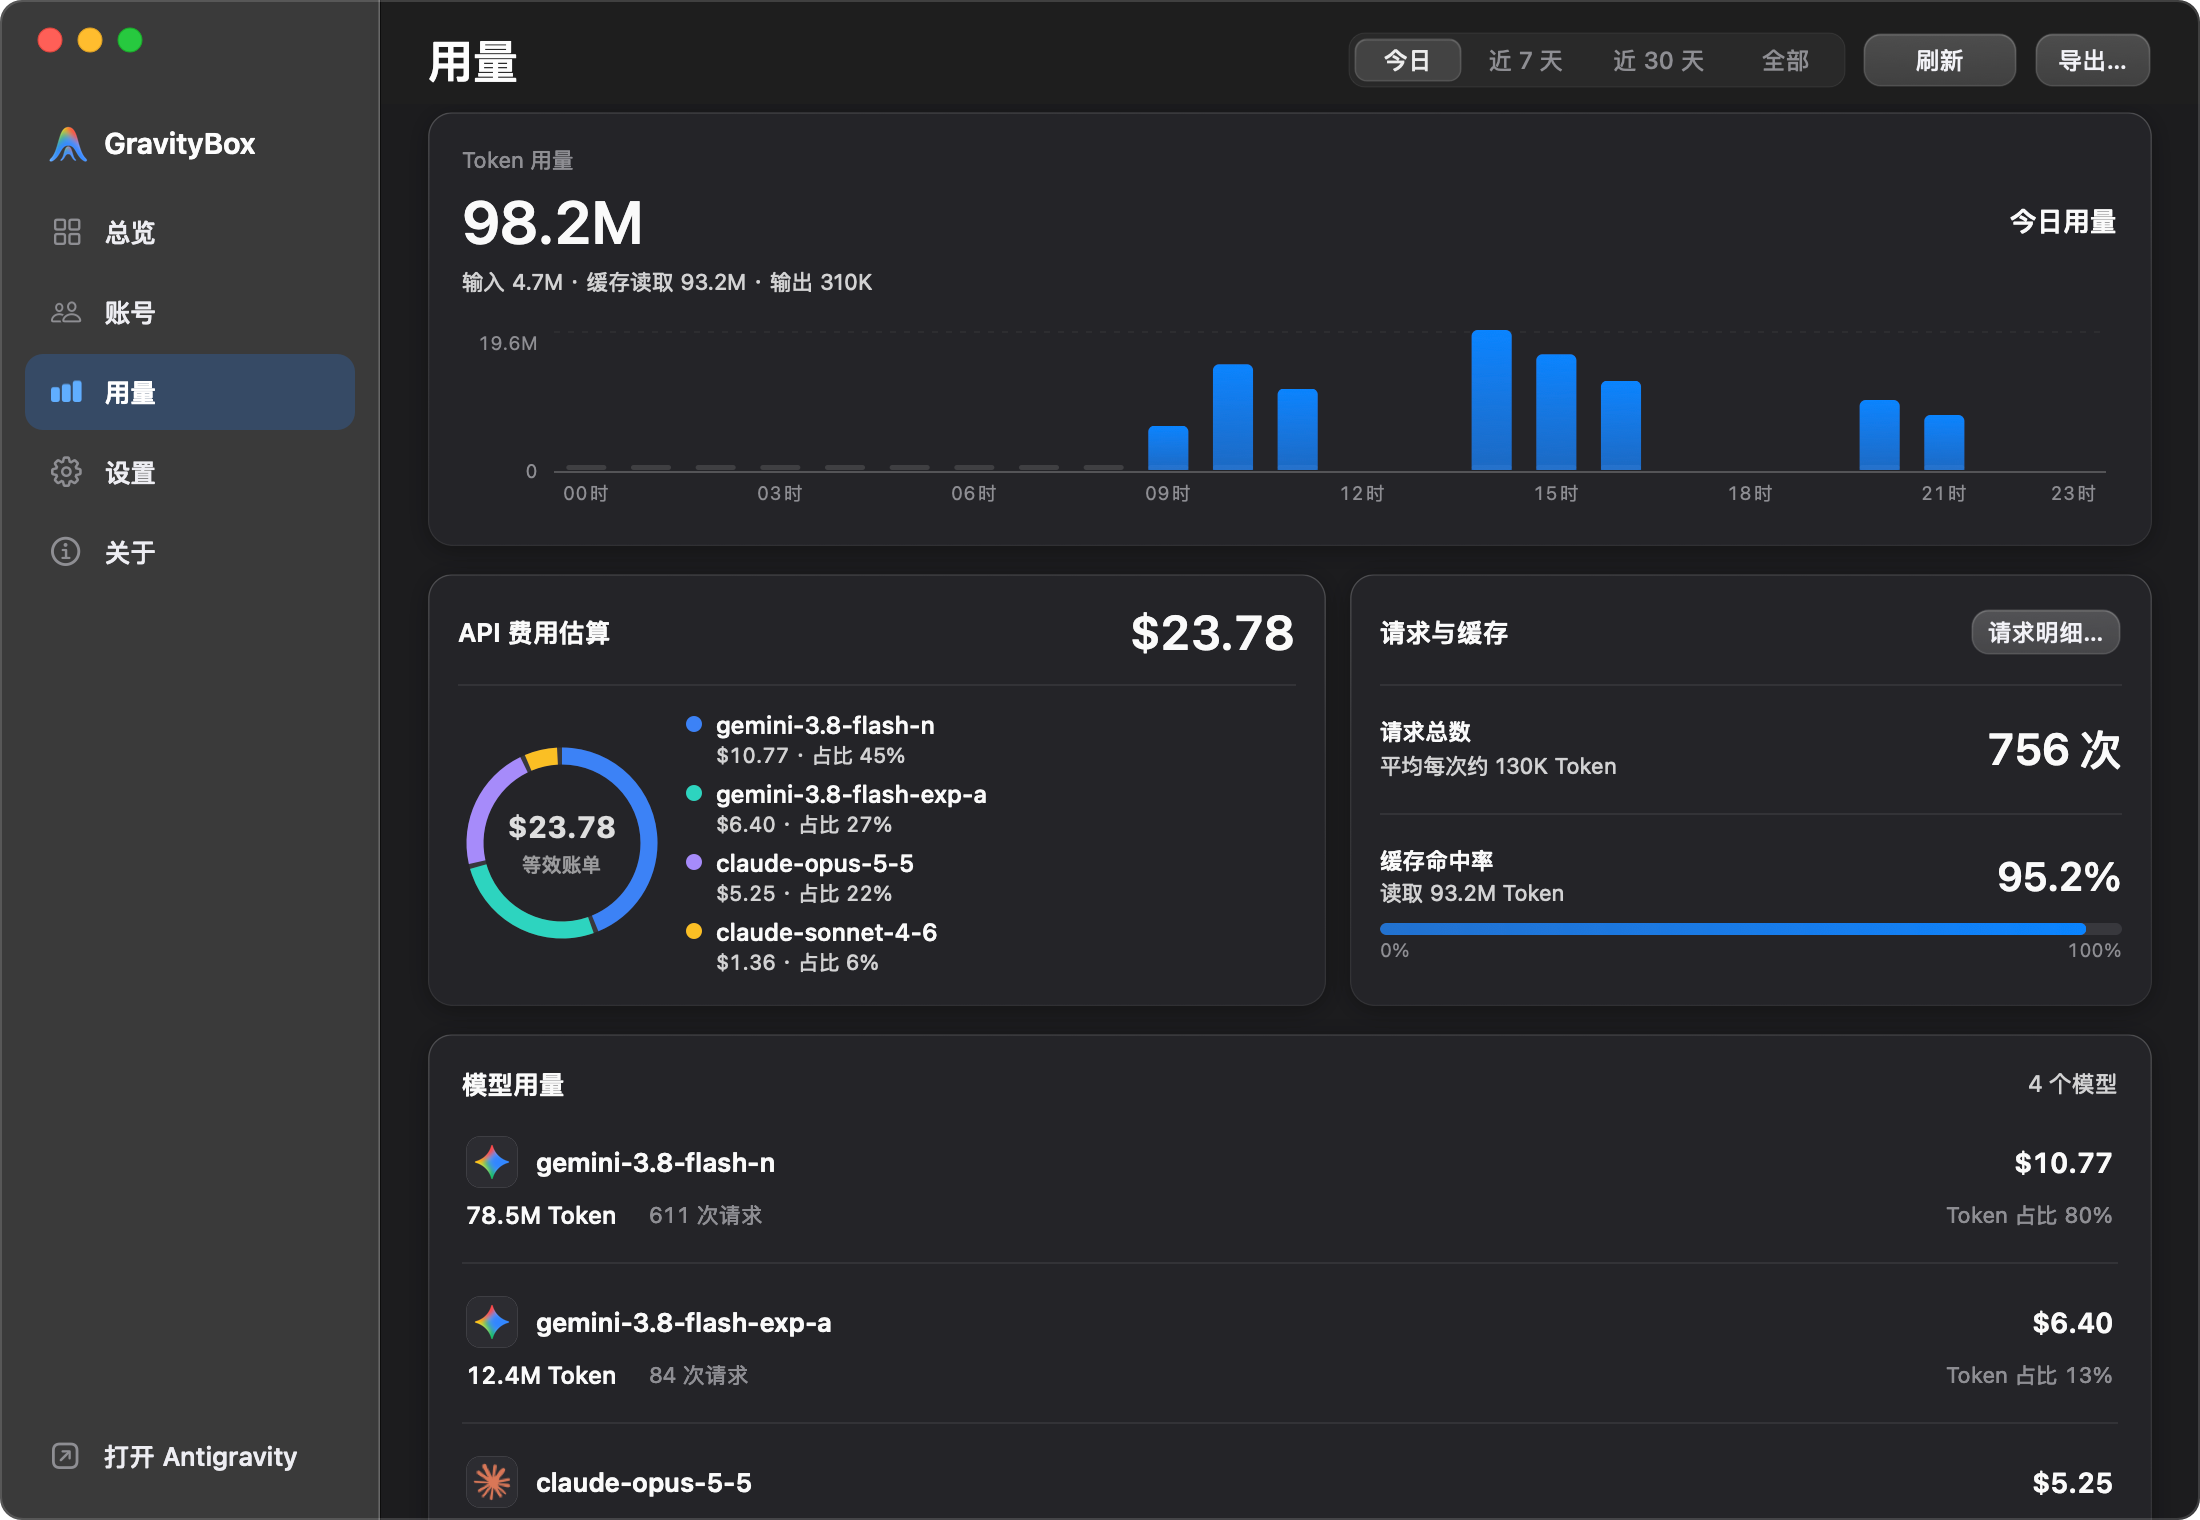 GravityBox
总览
账号
用量
设置
关于
打开 Antigravity
用量
今日
近 7 天
近 30 天
全部
刷新
导出...
Token 用量
98.2M
今日用量
输入 4.7M · 缓存读取 93.2M · 输出 310K
19.6M
0
00时
03时
06时
09时
12时
15时
18时
21时
23时
API 费用估算
$23.78
$23.78
等效账单
gemini-3.8-flash-n
$10.77 · 占比 45%
gemini-3.8-flash-exp-a
$6.40 · 占比 27%
claude-opus-5-5
$5.25 · 占比 22%
claude-sonnet-4-6
$1.36 · 占比 6%
请求与缓存
请求明细...
请求总数
756 次
平均每次约 130K Token
缓存命中率
95.2%
读取 93.2M Token
0%
100%
模型用量
4 个模型
gemini-3.8-flash-n
$10.77
78.5M Token
611 次请求
Token 占比 80%
gemini-3.8-flash-exp-a
$6.40
12.4M Token
84 次请求
Token 占比 13%
claude-opus-5-5
$5.25